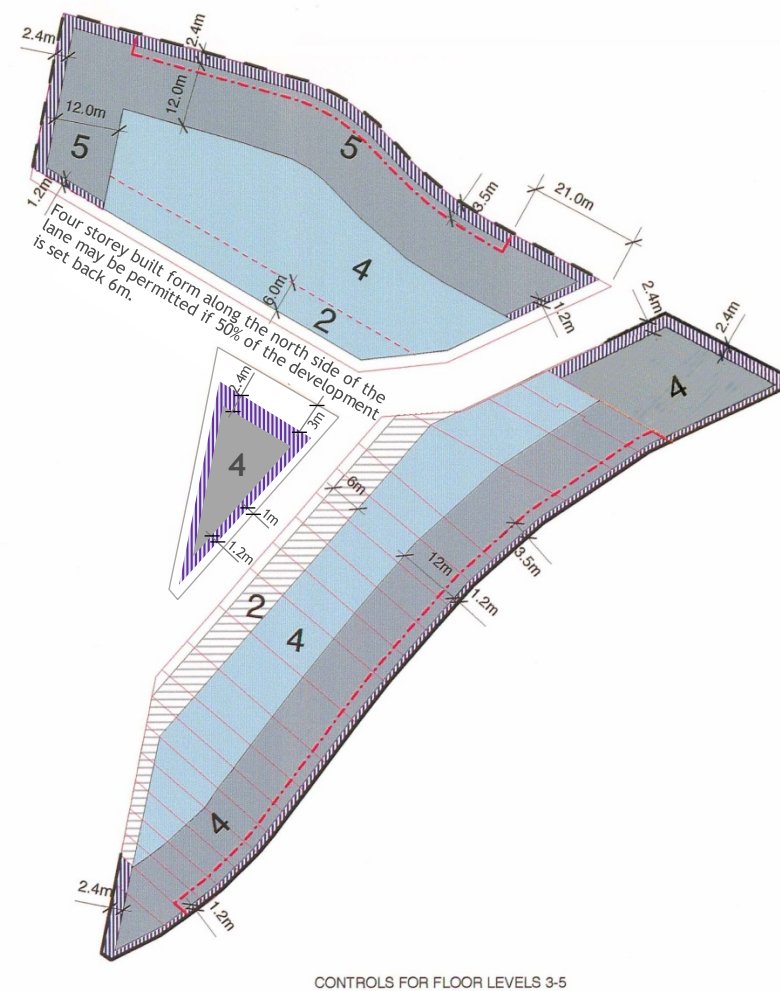 2.4m
2.4m
12.0m
12.0m
5
5
3.5m
21.0m
1.2m
4
6.0m
2
1.2m
Four storey built form along the north side of the
lane may be permitted if 50% of the development
is set back 6m.
2.4m
2.4m
4
2.4m
3m
4
1m
1.2m
6m
12m
3.5m
1.2m
2
4
4
2.4m
1.2m
CONTROLS FOR FLOOR LEVELS 3-5